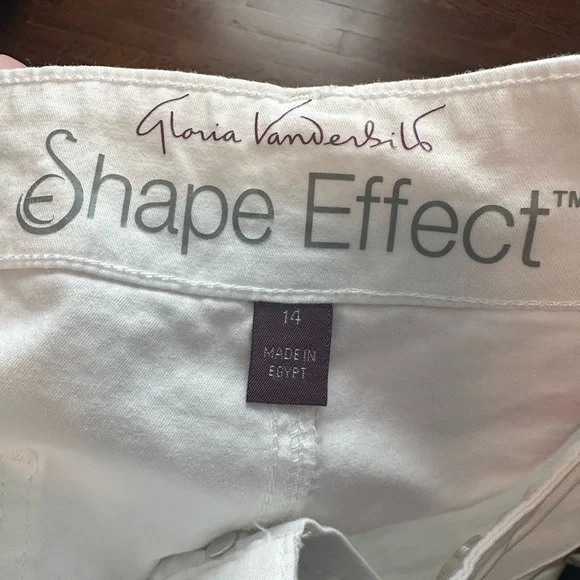 Gloria Vanderbilt
Shape Effect™
14
MADE IN
EGYPT